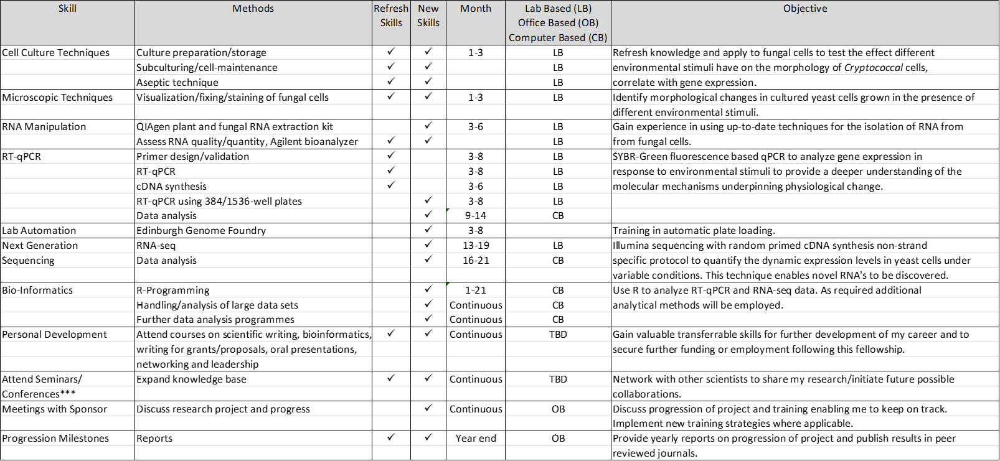 Skill Methods Refresh New Month Lab Based (LB) Objective
Skills Skills Office Based (OB)
Computer Based (CB)
Cell Culture Techniques Culture preparation/storage ✓ ✓ 1-3 LB Refresh knowledge and apply to fungal cells to test the effect different
Subculturing/cell-maintenance ✓ ✓ LB environmental stimuli have on the morphology of Cryptococcal cells,
Aseptic technique ✓ ✓ LB correlate with gene expression.
Microscopic Techniques Visualization/fixing/staining of fungal cells ✓ ✓ 1-3 LB Identify morphological changes in cultured yeast cells grown in the presence of
different environmental stimuli.
RNA Manipulation QIAgen plant and fungal RNA extraction kit ✓ 3-6 LB Gain experience in using up-to-date techniques for the isolation of RNA from
Assess RNA quality/quantity, Agilent bioanalyzer ✓ ✓ LB from fungal cells.
RT-qPCR Primer design/validation ✓ 3-8 LB SYBR-Green fluorescence based qPCR to analyze gene expression in
RT-qPCR ✓ 3-8 LB response to environmental stimuli to provide a deeper understanding of the
cDNA synthesis ✓ 3-6 LB molecular mechanisms underpinning physiological change.
RT-qPCR using 384/1536-well plates ✓ 3-8 LB
Data analysis ✓ 9-14 CB
Lab Automation Edinburgh Genome Foundry ✓ 3-8 Training in automatic plate loading.
Next Generation RNA-seq ✓ 13-19 LB Illumina sequencing with random primed cDNA synthesis non-strand
Sequencing Data analysis ✓ 16-21 CB specific protocol to quantify the dynamic expression levels in yeast cells under
variable conditions. This technique enables novel RNA's to be discovered.
Bio-Informatics R-Programming ✓ 1-21 CB Use R to analyze RT-qPCR and RNA-seq data. As required additional
Handling/analysis of large data sets ✓ Continuous CB analytical methods will be employed.
Further data analysis programmes ✓ Continuous CB
Personal Development Attend courses on scientific writing, bioinformatics, ✓ ✓ Continuous TBD Gain valuable transferrable skills for further development of my career and to
writing for grants/proposals, oral presentations, secure further funding or employment following this fellowship.
networking and leadership
Attend Seminars/ Expand knowledge base ✓ ✓ Continuous TBD Network with other scientists to share my research/initiate future possible
Conferences*** collaborations.
Meetings with Sponsor Discuss research project and progress ✓ Continuous OB Discuss progression of project and training enabling me to keep on track.
Implement new training strategies where applicable.
Progression Milestones Reports ✓ ✓ Year end OB Provide yearly reports on progression of project and publish results in peer
reviewed journals.